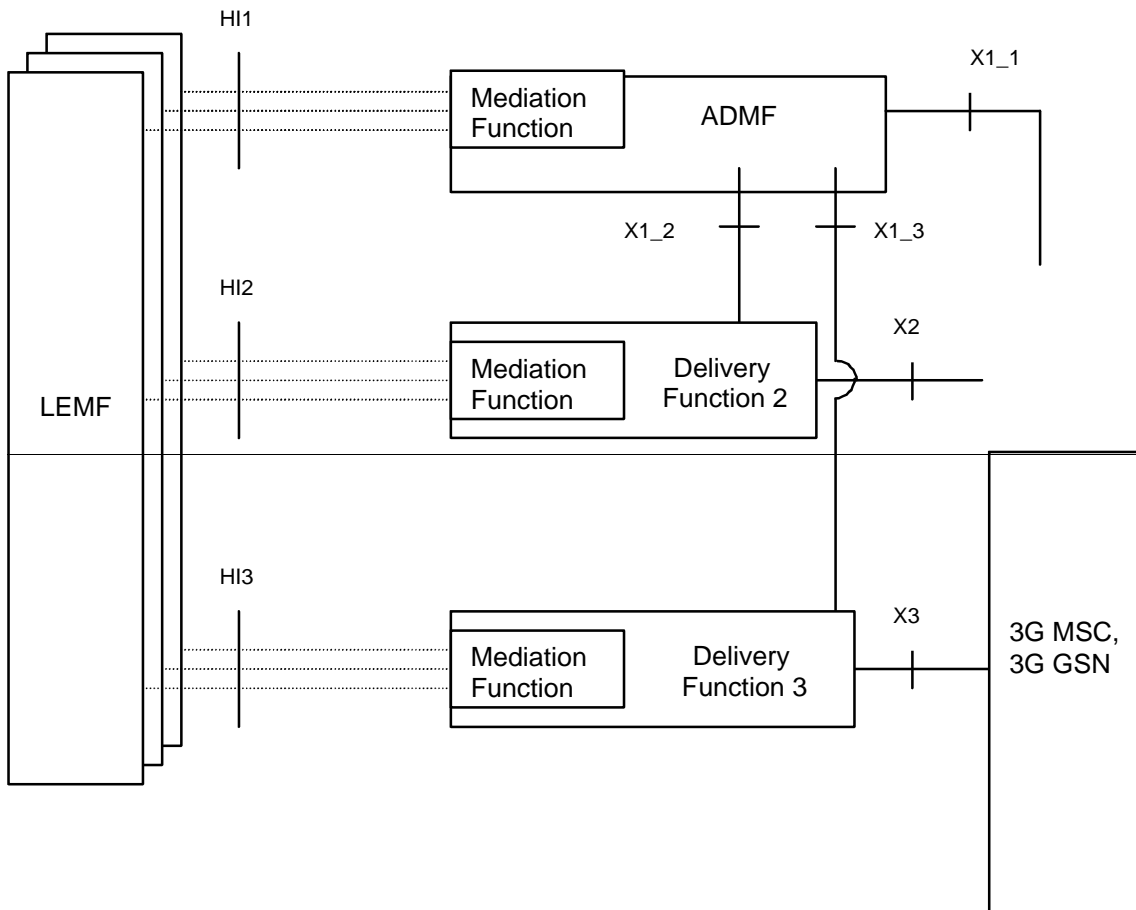 HI1
X1_1
Mediation
Function
ADMF
X1_2
X1_3
HI2
X2
LEMF
Mediation
Function
Delivery
Function 2
HI3
X3
Mediation
Function
Delivery
Function 3
3G MSC,
3G GSN